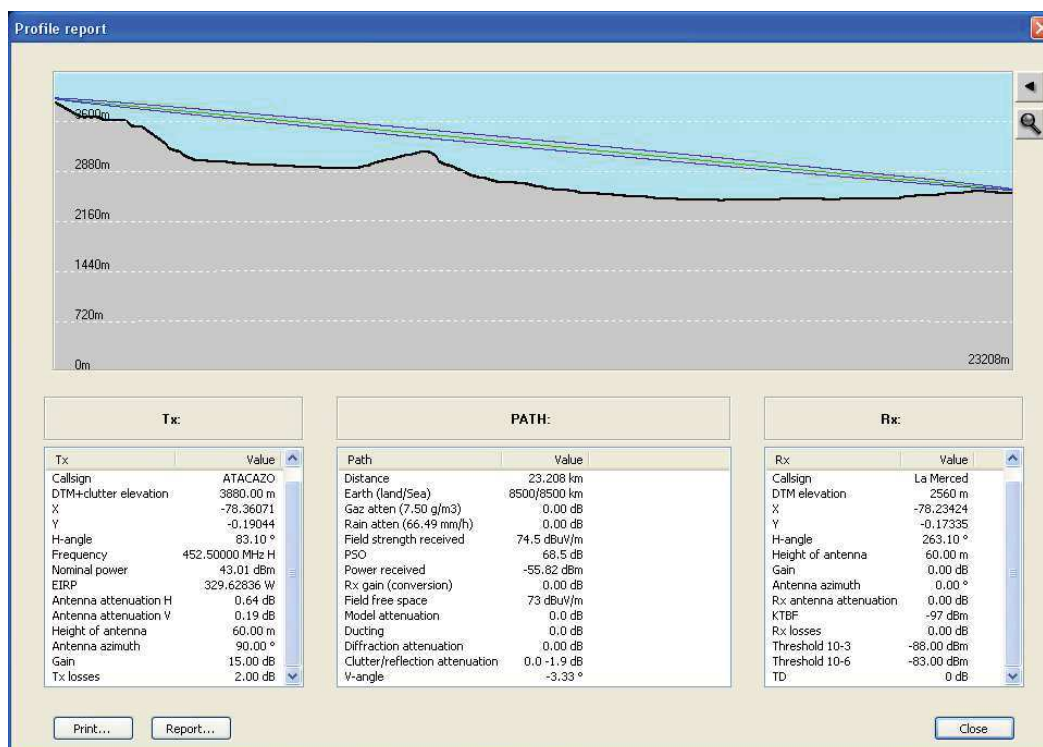 Profile report
3600m
2880m
2160m
1440m
720m
0m
23208m
Tx:
Tx Value
Callsign ATACAZO
DTM+clutter elevation 3880.00 m
X -78.36071
Y -0.19044
H-angle 83.10 °
Frequency 452.50000 MHz H
Nominal power 43.01 dBm
EIRP 329.62836 W
Antenna attenuation H 0.64 dB
Antenna attenuation V 0.19 dB
Height of antenna 60.00 m
Antenna azimuth 90.00 °
Gain 15.00 dB
Tx losses 2.00 dB
PATH:
Path Value
Distance 23.208 km
Earth (land/Sea) 8500/8500 km
Gaz atten (7.50 g/m3) 0.00 dB
Rain atten (66.49 mm/h) 0.00 dB
Field strength received 74.5 dBuV/m
PSO 68.5 dB
Power received -55.82 dBm
Rx gain (conversion) 0.00 dB
Field free space 73 dBuV/m
Model attenuation 0.0 dB
Ducting 0.0 dB
Diffraction attenuation 0.00 dB
Clutter/reflection attenuation 0.0 -1.9 dB
V-angle -3.33 °
Rx:
Rx Value
Callsign La Merced
DTM elevation 2560 m
X -78.23424
Y -0.17335
H-angle 263.10 °
Height of antenna 60.00 m
Gain 0.00 dB
Antenna azimuth 0.00 °
Rx antenna attenuation 0.00 dB
KTBF -97 dBm
Rx losses 0.00 dB
Threshold 10-3 -88.00 dBm
Threshold 10-6 -83.00 dBm
TD 0 dB
Print... Report... Close